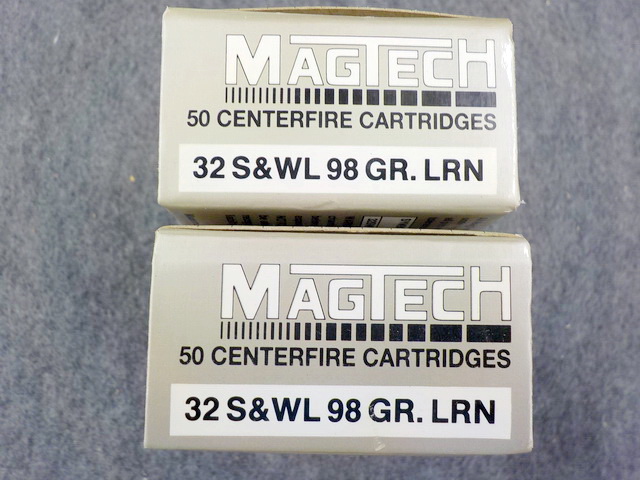 MAGTECH
50 CENTERFIRE CARTRIDGES
32 S&WL 98 GR. LRN
MAGTECH
50 CENTERFIRE CARTRIDGES
32 S&WL 98 GR. LRN